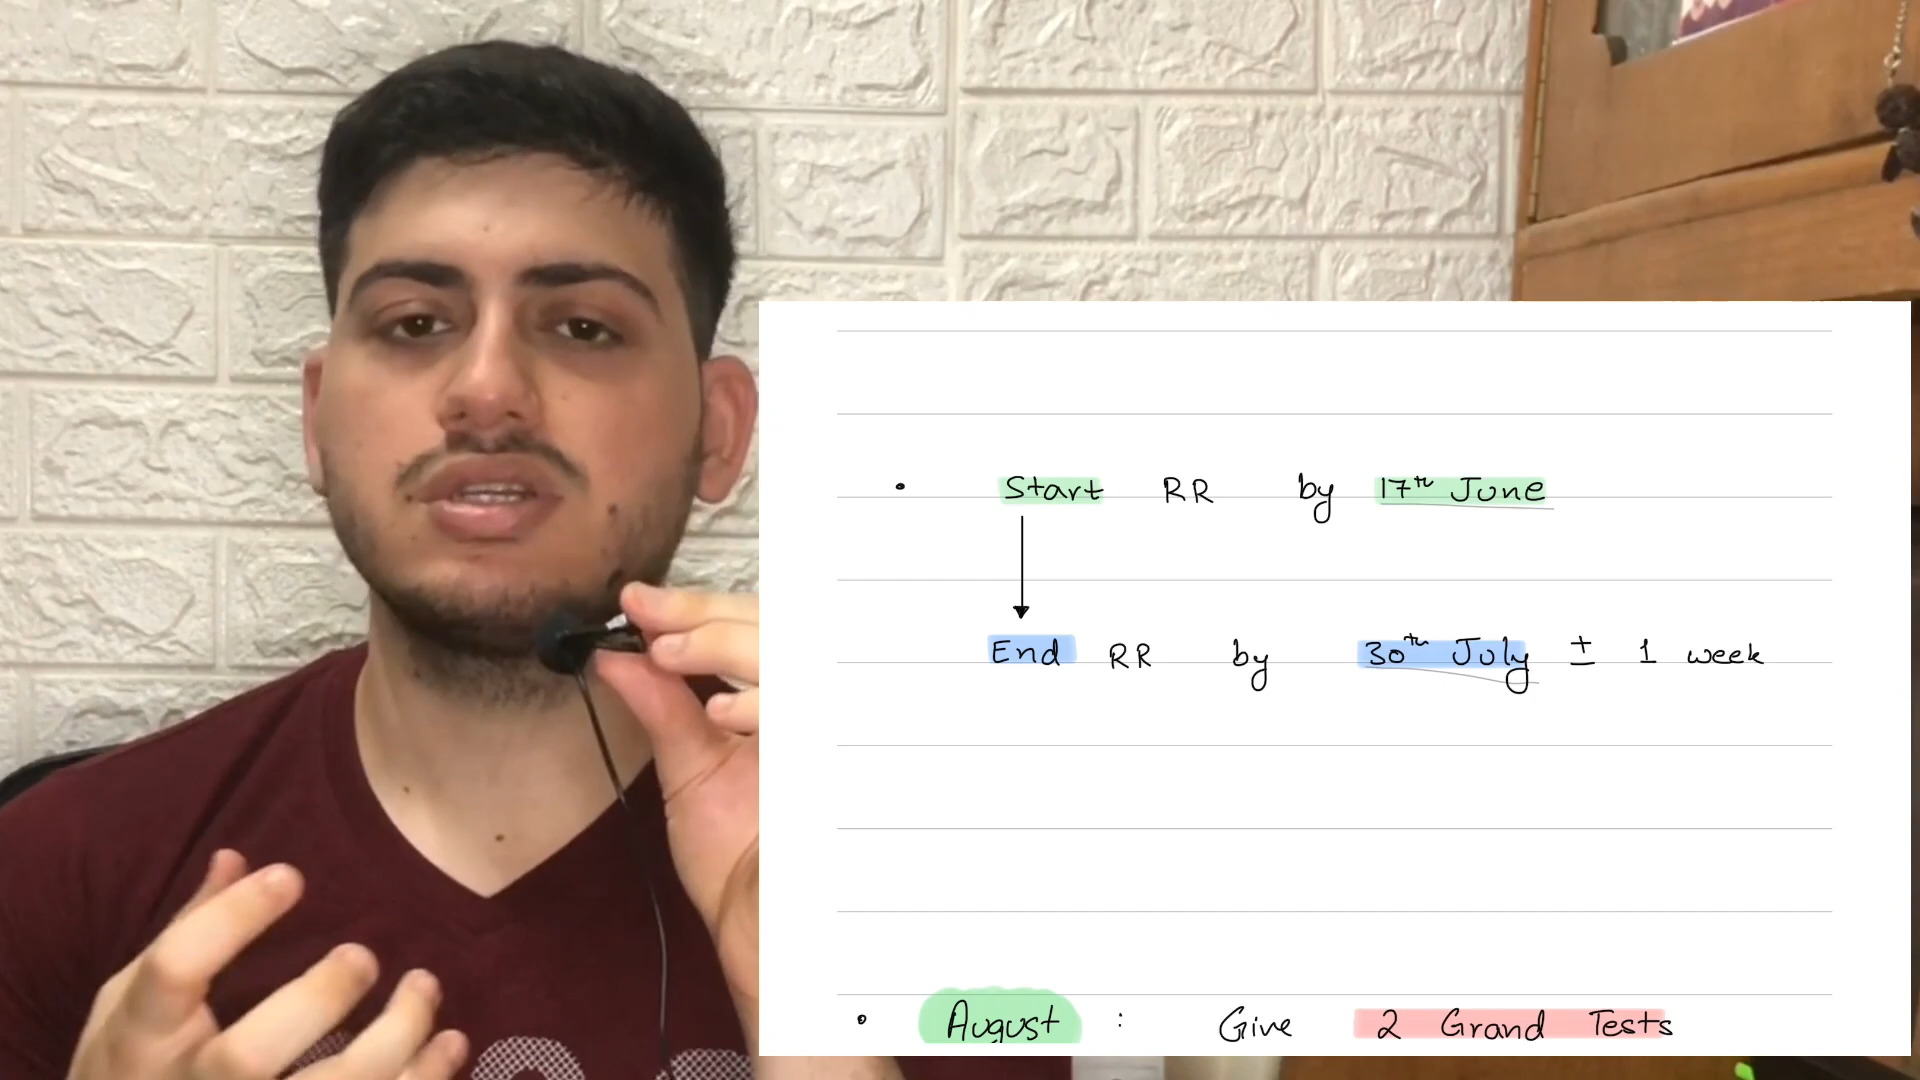 • Start RR by 17th June
End RR by 30th July ± 1 week
• August : Give 2 Grand Tests